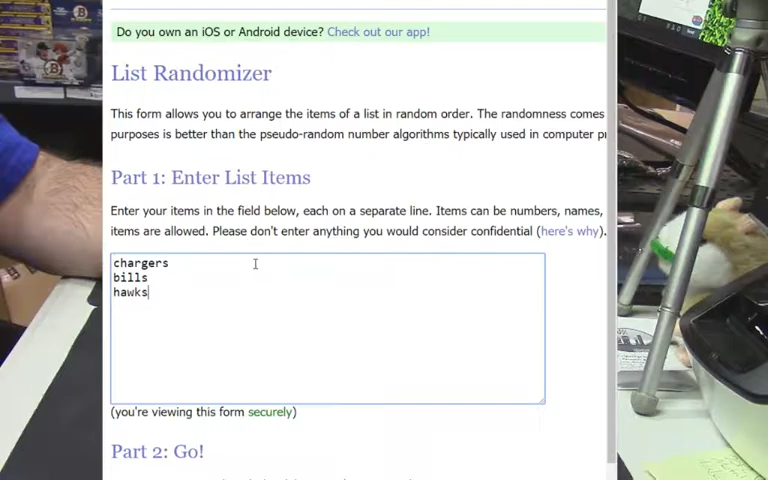 Do you own an iOS or Android device? Check out our app!
List Randomizer
This form allows you to arrange the items of a list in random order. The randomness comes
purposes is better than the pseudo-random number algorithms typically used in computer pr
Part 1: Enter List Items
Enter your items in the field below, each on a separate line. Items can be numbers, names,
items are allowed. Please don't enter anything you would consider confidential (here's why).
chargers
bills
hawks
(you're viewing this form securely)
Part 2: Go!